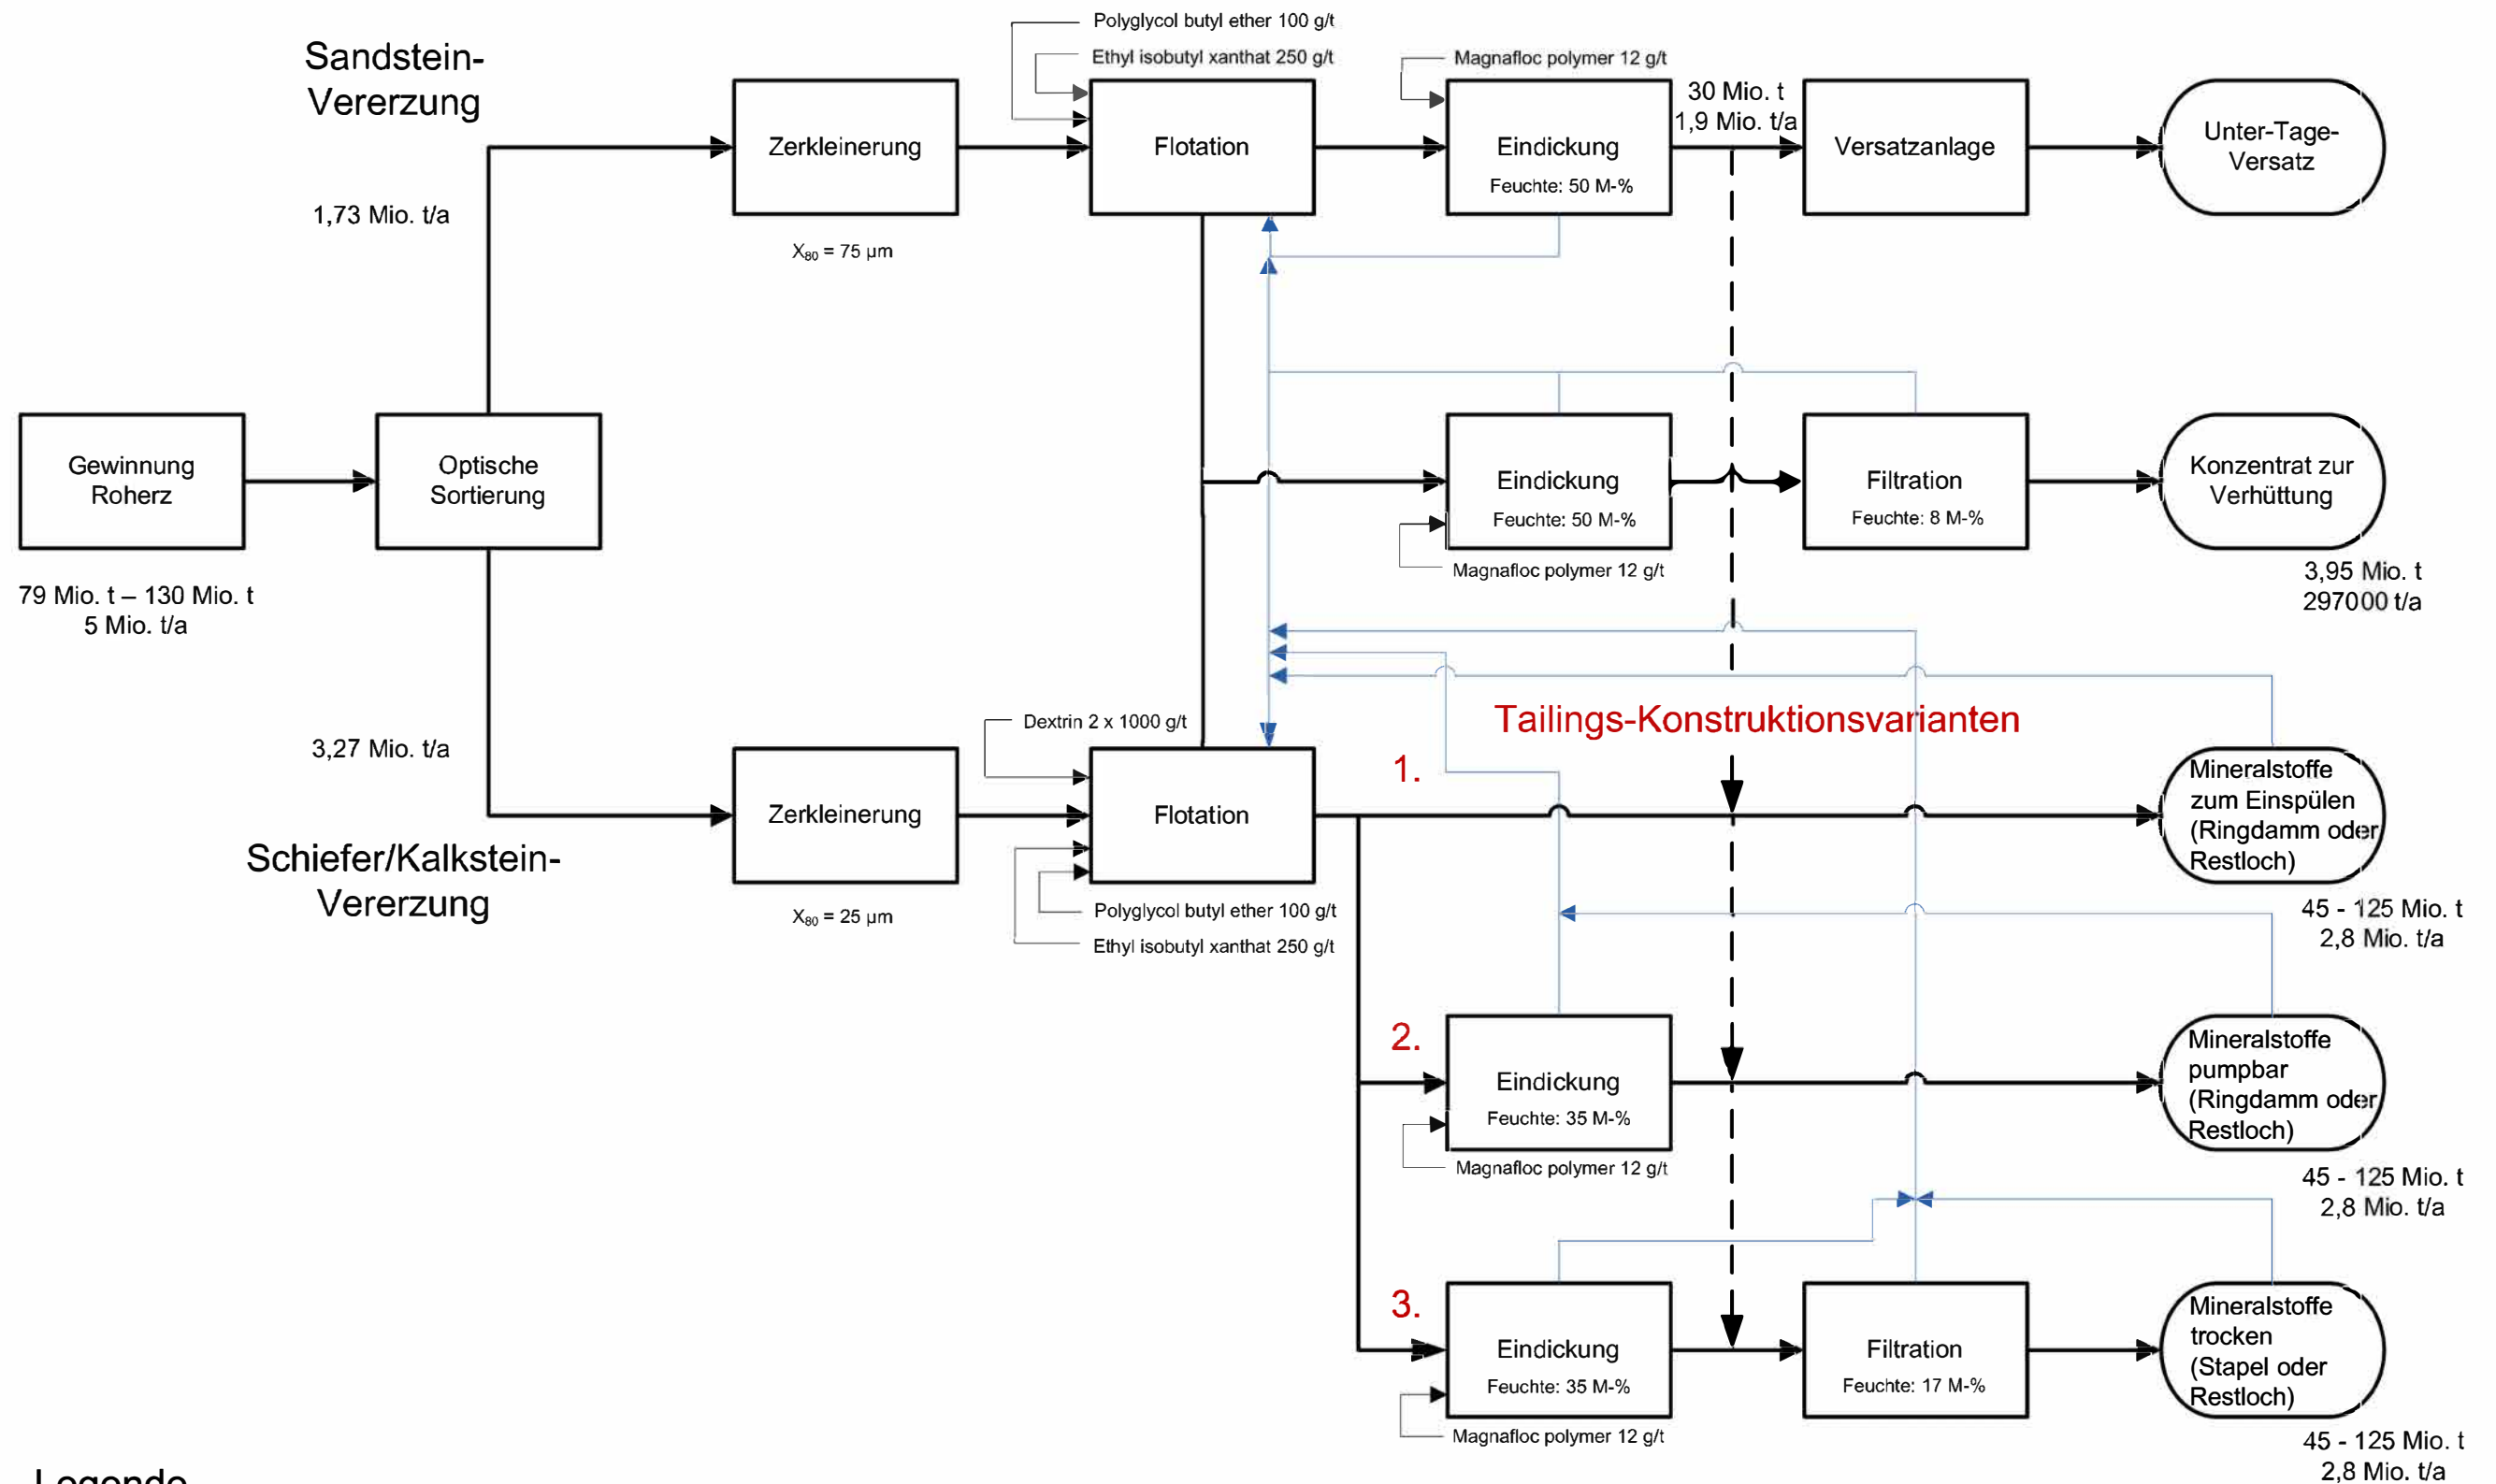 Polyglycol butyl ether 100 g/t
Ethyl isobutyl xanthat 250 g/t
Magnafloc polymer 12 g/t
Sandstein-
Vererzung
30 Mio. t
1,9 Mio. t/a
Zerkleinerung
Flotation
Eindickung
Feuchte: 50 M-%
Versatzanlage
Unter-Tage-
Versatz
1,73 Mio. t/a
X80 = 75 µm
Gewinnung
Roherz
Optische
Sortierung
Eindickung
Feuchte: 50 M-%
Filtration
Feuchte: 8 M-%
Konzentrat zur
Verhüttung
Magnafloc polymer 12 g/t
3,95 Mio. t
297000 t/a
79 Mio. t – 130 Mio. t
5 Mio. t/a
Tailings-Konstruktionsvarianten
Dextrin 2 x 1000 g/t
3,27 Mio. t/a
1.
Zerkleinerung
Flotation
Mineralstoffe
zum Einspülen
(Ringdamm oder
Restloch)
Schiefer/Kalkstein-
Vererzung
X80 = 25 µm
Polyglycol butyl ether 100 g/t
Ethyl isobutyl xanthat 250 g/t
45 - 125 Mio. t
2,8 Mio. t/a
2.
Eindickung
Feuchte: 35 M-%
Mineralstoffe
pumpbar
(Ringdamm oder
Restloch)
Magnafloc polymer 12 g/t
45 - 125 Mio. t
2,8 Mio. t/a
3.
Eindickung
Feuchte: 35 M-%
Filtration
Feuchte: 17 M-%
Mineralstoffe
trocken
(Stapel oder
Restloch)
Magnafloc polymer 12 g/t
45 - 125 Mio. t
2,8 Mio. t/a
Legende